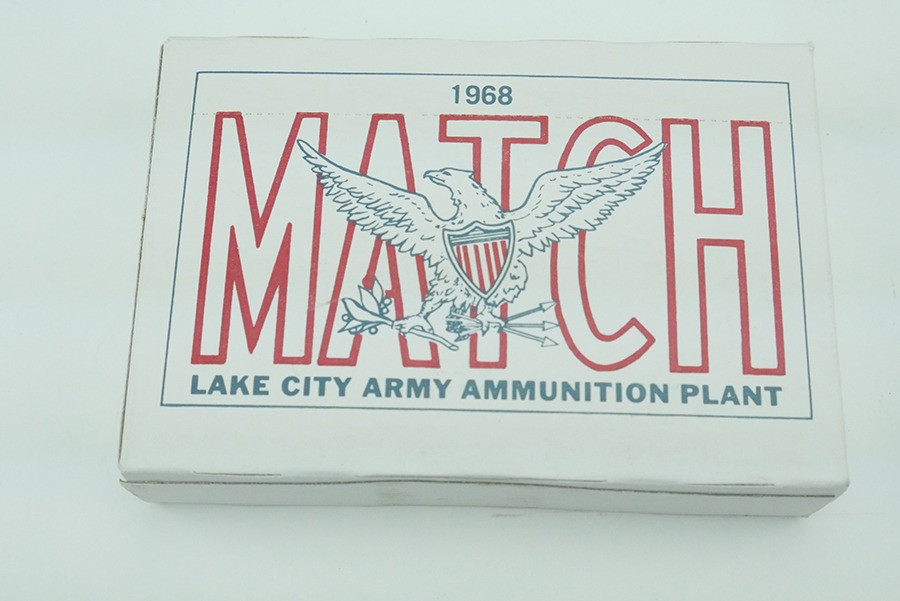 1968
MATCH
LAKE CITY ARMY AMMUNITION PLANT